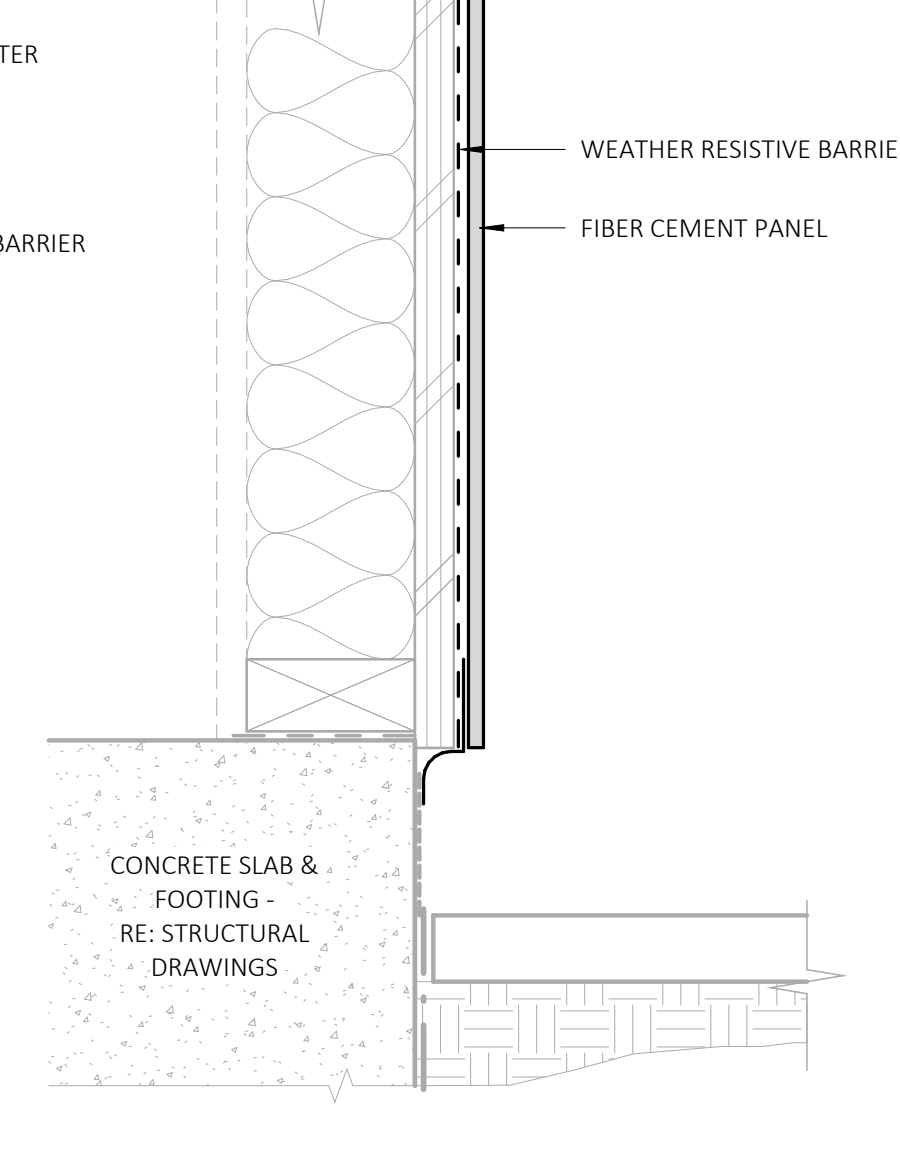 TER
WEATHER RESISTIVE BARRIE
FIBER CEMENT PANEL
BARRIER
CONCRETE SLAB &
FOOTING -
RE: STRUCTURAL
DRAWINGS